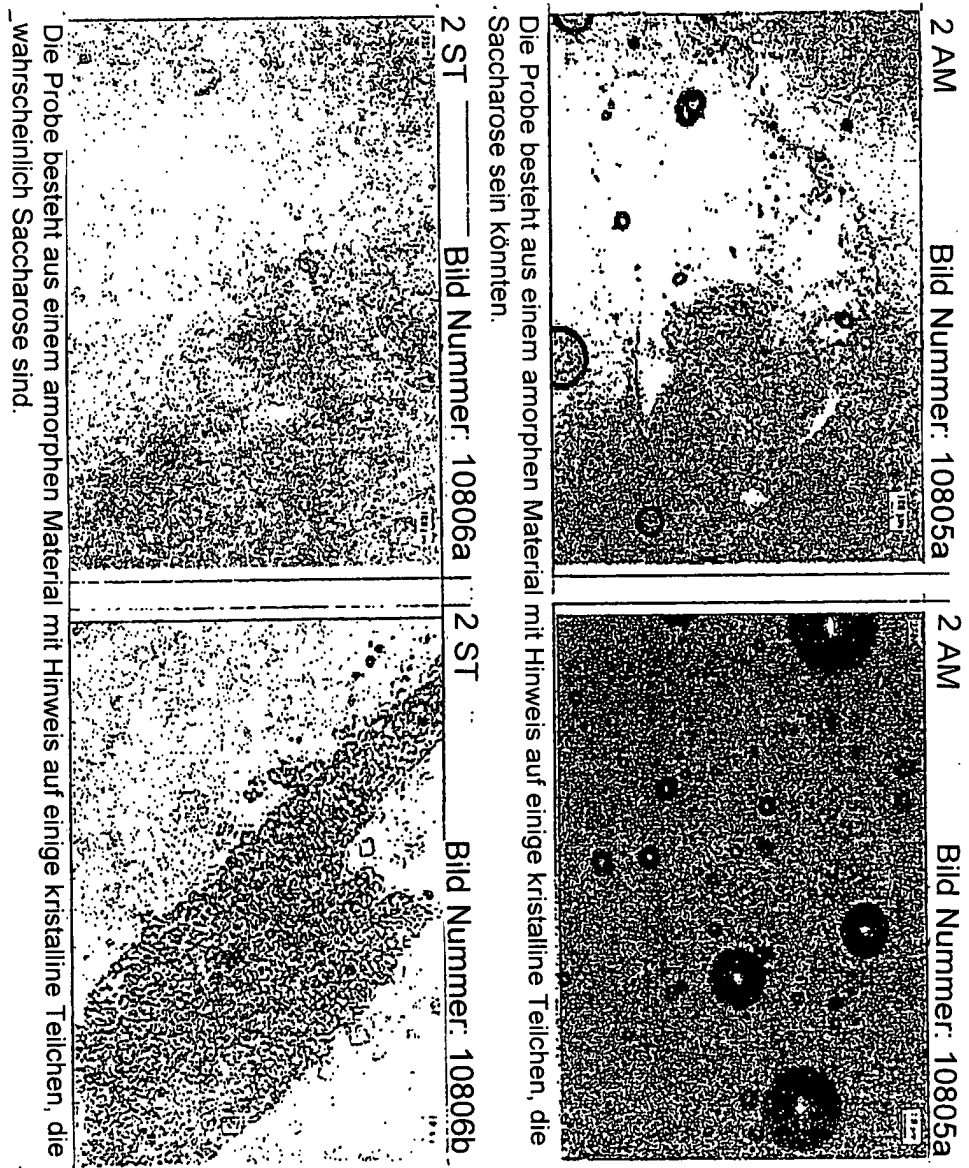 2 AM Bild Nummer: 10805a
2 AM Bild Nummer: 10805a
Die Probe besteht aus einem amorphen Material mit Hinweis auf einige kristalline Teilchen, die
Saccharose sein könnten.
2 ST Bild Nummer: 10806a
2 ST Bild Nummer: 10806b
Die Probe besteht aus einem amorphen Material mit Hinweis auf einige kristalline Teilchen, die
wahrscheinlich Saccharose sind.